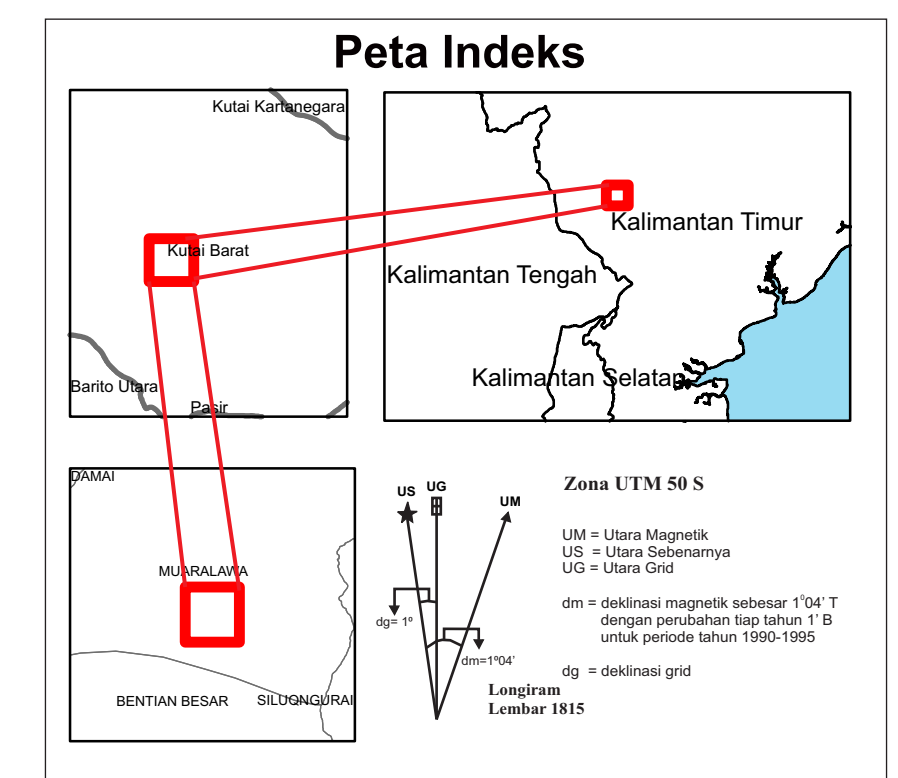 Peta Indeks
Kutai Kartanegara
Kutai Barat
Barito Utara
Pasir
Kalimantan Timur
Kalimantan Tengah
Kalimantan Selatan
DAMAI
MUARALAWA
BENTIAN BESAR
SILUQNGURAI
US
UG
UM
dg= 1º
dm=1º04'
Longiram
Lembar 1815
Zona UTM 50 S
UM = Utara Magnetik
US = Utara Sebenarnya
UG = Utara Grid
dm = deklinasi magnetik sebesar 1⁰04' T
dengan perubahan tiap tahun 1' B
untuk periode tahun 1990-1995
dg = deklinasi grid